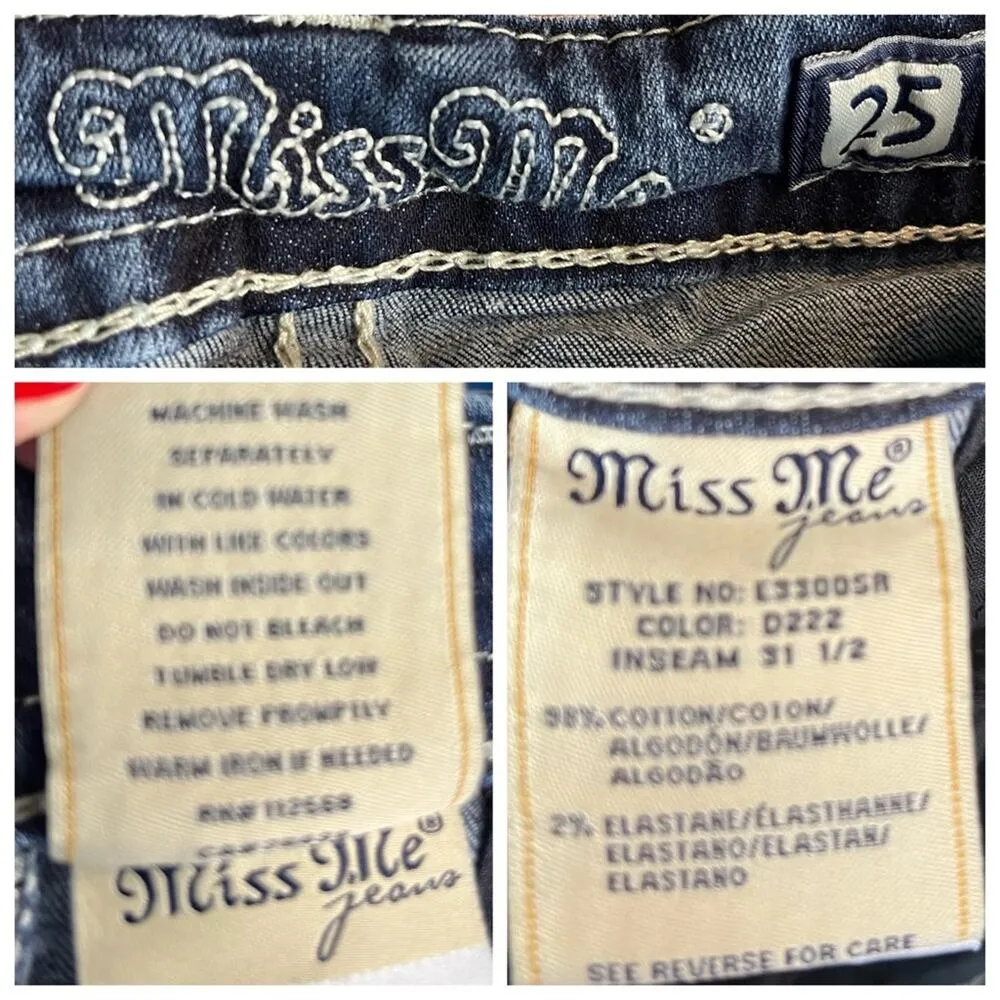 Miss Me
25
MACHINE WASH
SEPARATELY
IN COLD WATER
WITH LIKE COLORS
WASH INSIDE OUT
DO NOT BLEACH
TUMBLE DRY LOW
REMOVE PROMPTLY
WARM IRON IF NEEDED
RN# 112568
Miss Me®
jeans
Miss Me®
jeans
STYLE NO: E33005R
COLOR: D222
INSEAM 31 1/2
98% COTTON/COTON/
ALGODÓN/BAUMWOLLE/
ALGODÃO
2% ELASTANE/ÉLASTHANNE/
ELASTANO/ELASTAN/
ELASTANO
SEE REVERSE FOR CARE